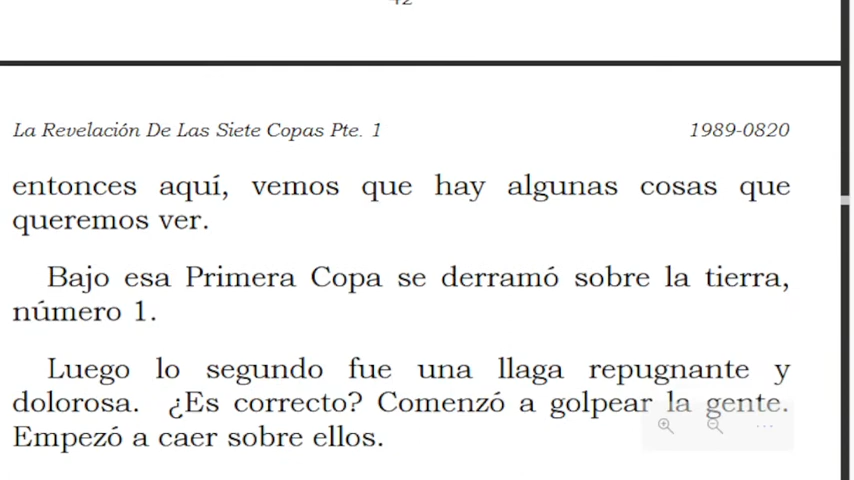 42
La Revelación De Las Siete Copas Pte. 1 1989-0820
entonces aquí, vemos que hay algunas cosas que
queremos ver.
Bajo esa Primera Copa se derramó sobre la tierra,
número 1.
Luego lo segundo fue una llaga repugnante y
dolorosa. ¿Es correcto? Comenzó a golpear la gente.
Empezó a caer sobre ellos.